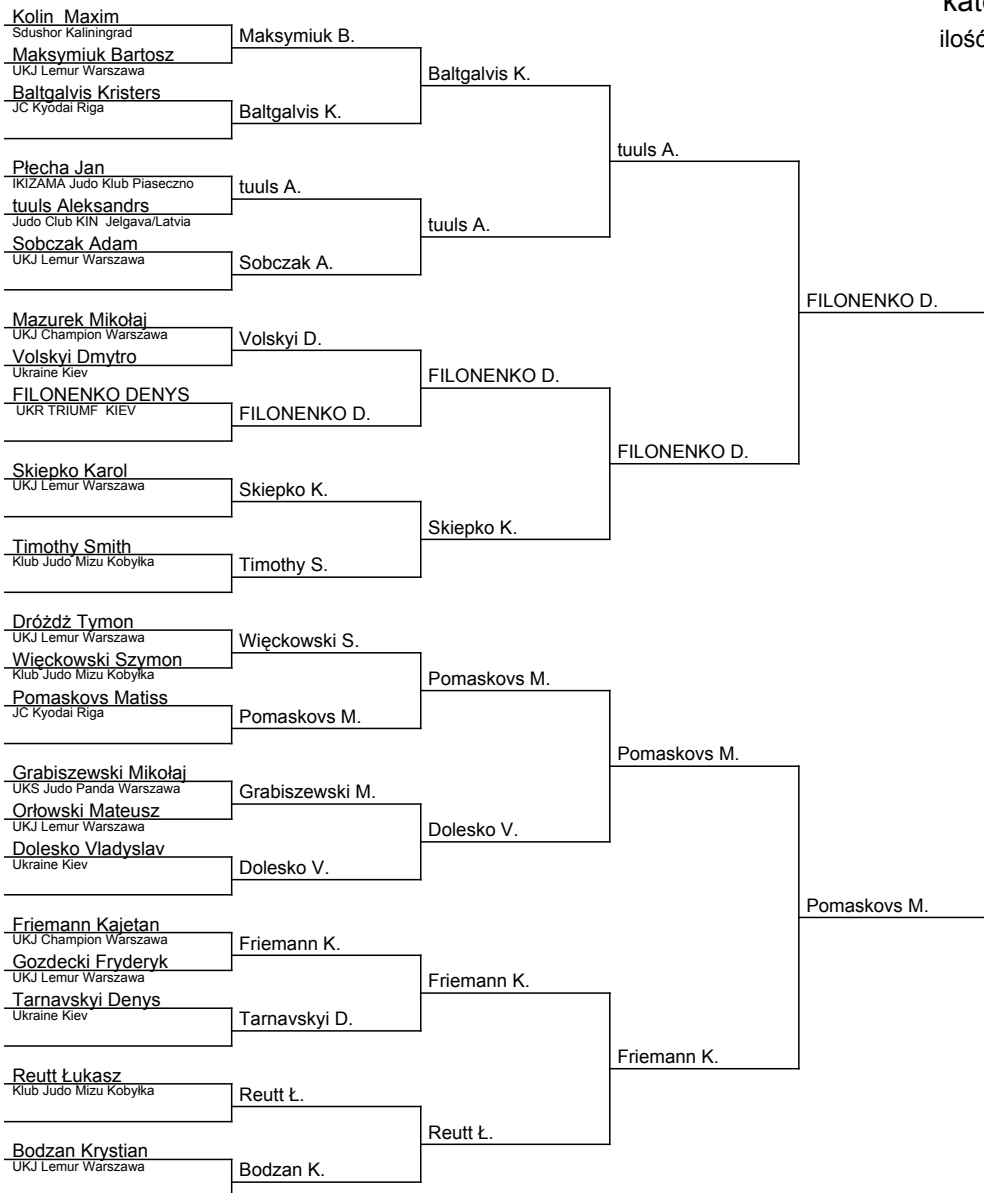 kate
ilość
Kolin Maxim
Sdushor Kaliningrad
Maksymiuk B.
Maksymiuk Bartosz
UKJ Lemur Warszawa
Baltgalvis K.
Baltgalvis Kristers
JC Kyodai Riga
Baltgalvis K.
tuuls A.
Płecha Jan
IKIZAMA Judo Klub Piaseczno
tuuls A.
tuuls Aleksandrs
Judo Club KIN Jelgava/Latvia
tuuls A.
Sobczak Adam
UKJ Lemur Warszawa
Sobczak A.
FILONENKO D.
Mazurek Mikołaj
UKJ Champion Warszawa
Volskyi D.
Volskyi Dmytro
Ukraine Kiev
FILONENKO D.
FILONENKO DENYS
UKR TRIUMF KIEV
FILONENKO D.
FILONENKO D.
Skiepko Karol
UKJ Lemur Warszawa
Skiepko K.
Skiepko K.
Timothy Smith
Klub Judo Mizu Kobyłka
Timothy S.
Dróżdż Tymon
UKJ Lemur Warszawa
Więckowski S.
Więckowski Szymon
Klub Judo Mizu Kobyłka
Pomaskovs M.
Pomaskovs Matiss
JC Kyodai Riga
Pomaskovs M.
Pomaskovs M.
Grabiszewski Mikołaj
UKS Judo Panda Warszawa
Grabiszewski M.
Orłowski Mateusz
UKJ Lemur Warszawa
Dolesko V.
Dolesko Vladyslav
Ukraine Kiev
Dolesko V.
Pomaskovs M.
Friemann Kajetan
UKJ Champion Warszawa
Friemann K.
Gozdecki Fryderyk
UKJ Lemur Warszawa
Friemann K.
Tarnavskyi Denys
Ukraine Kiev
Tarnavskyi D.
Friemann K.
Reutt Łukasz
Klub Judo Mizu Kobyłka
Reutt Ł.
Reutt Ł.
Bodzan Krystian
UKJ Lemur Warszawa
Bodzan K.